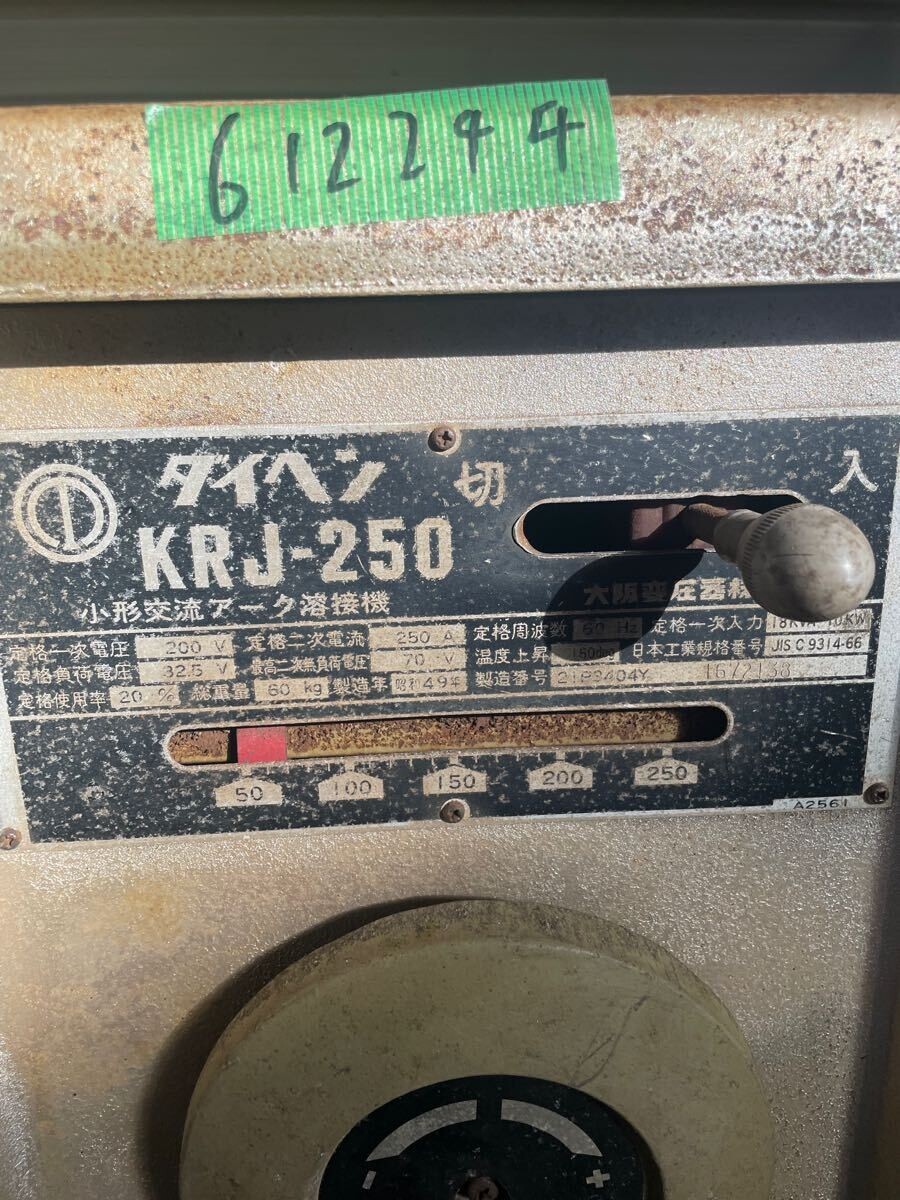 612244
ダイヘン 切 入
KRJ-250
小形交流アーク溶接機 大阪変圧器
定格一次電圧 200 V 定格二次電流 250 A 定格周波数 60 Hz 定格一次入力 18KVA 10KW
定格負荷電圧 32.5 V 最高二次無負荷電圧 70 V 温度上昇 160deg 日本工業規格番号 JIS C 9314-66
定格使用率 20 % 総重量 60 kg 製造年 昭和49年 製造番号 2
50 100 150 200 250
A2561
- +